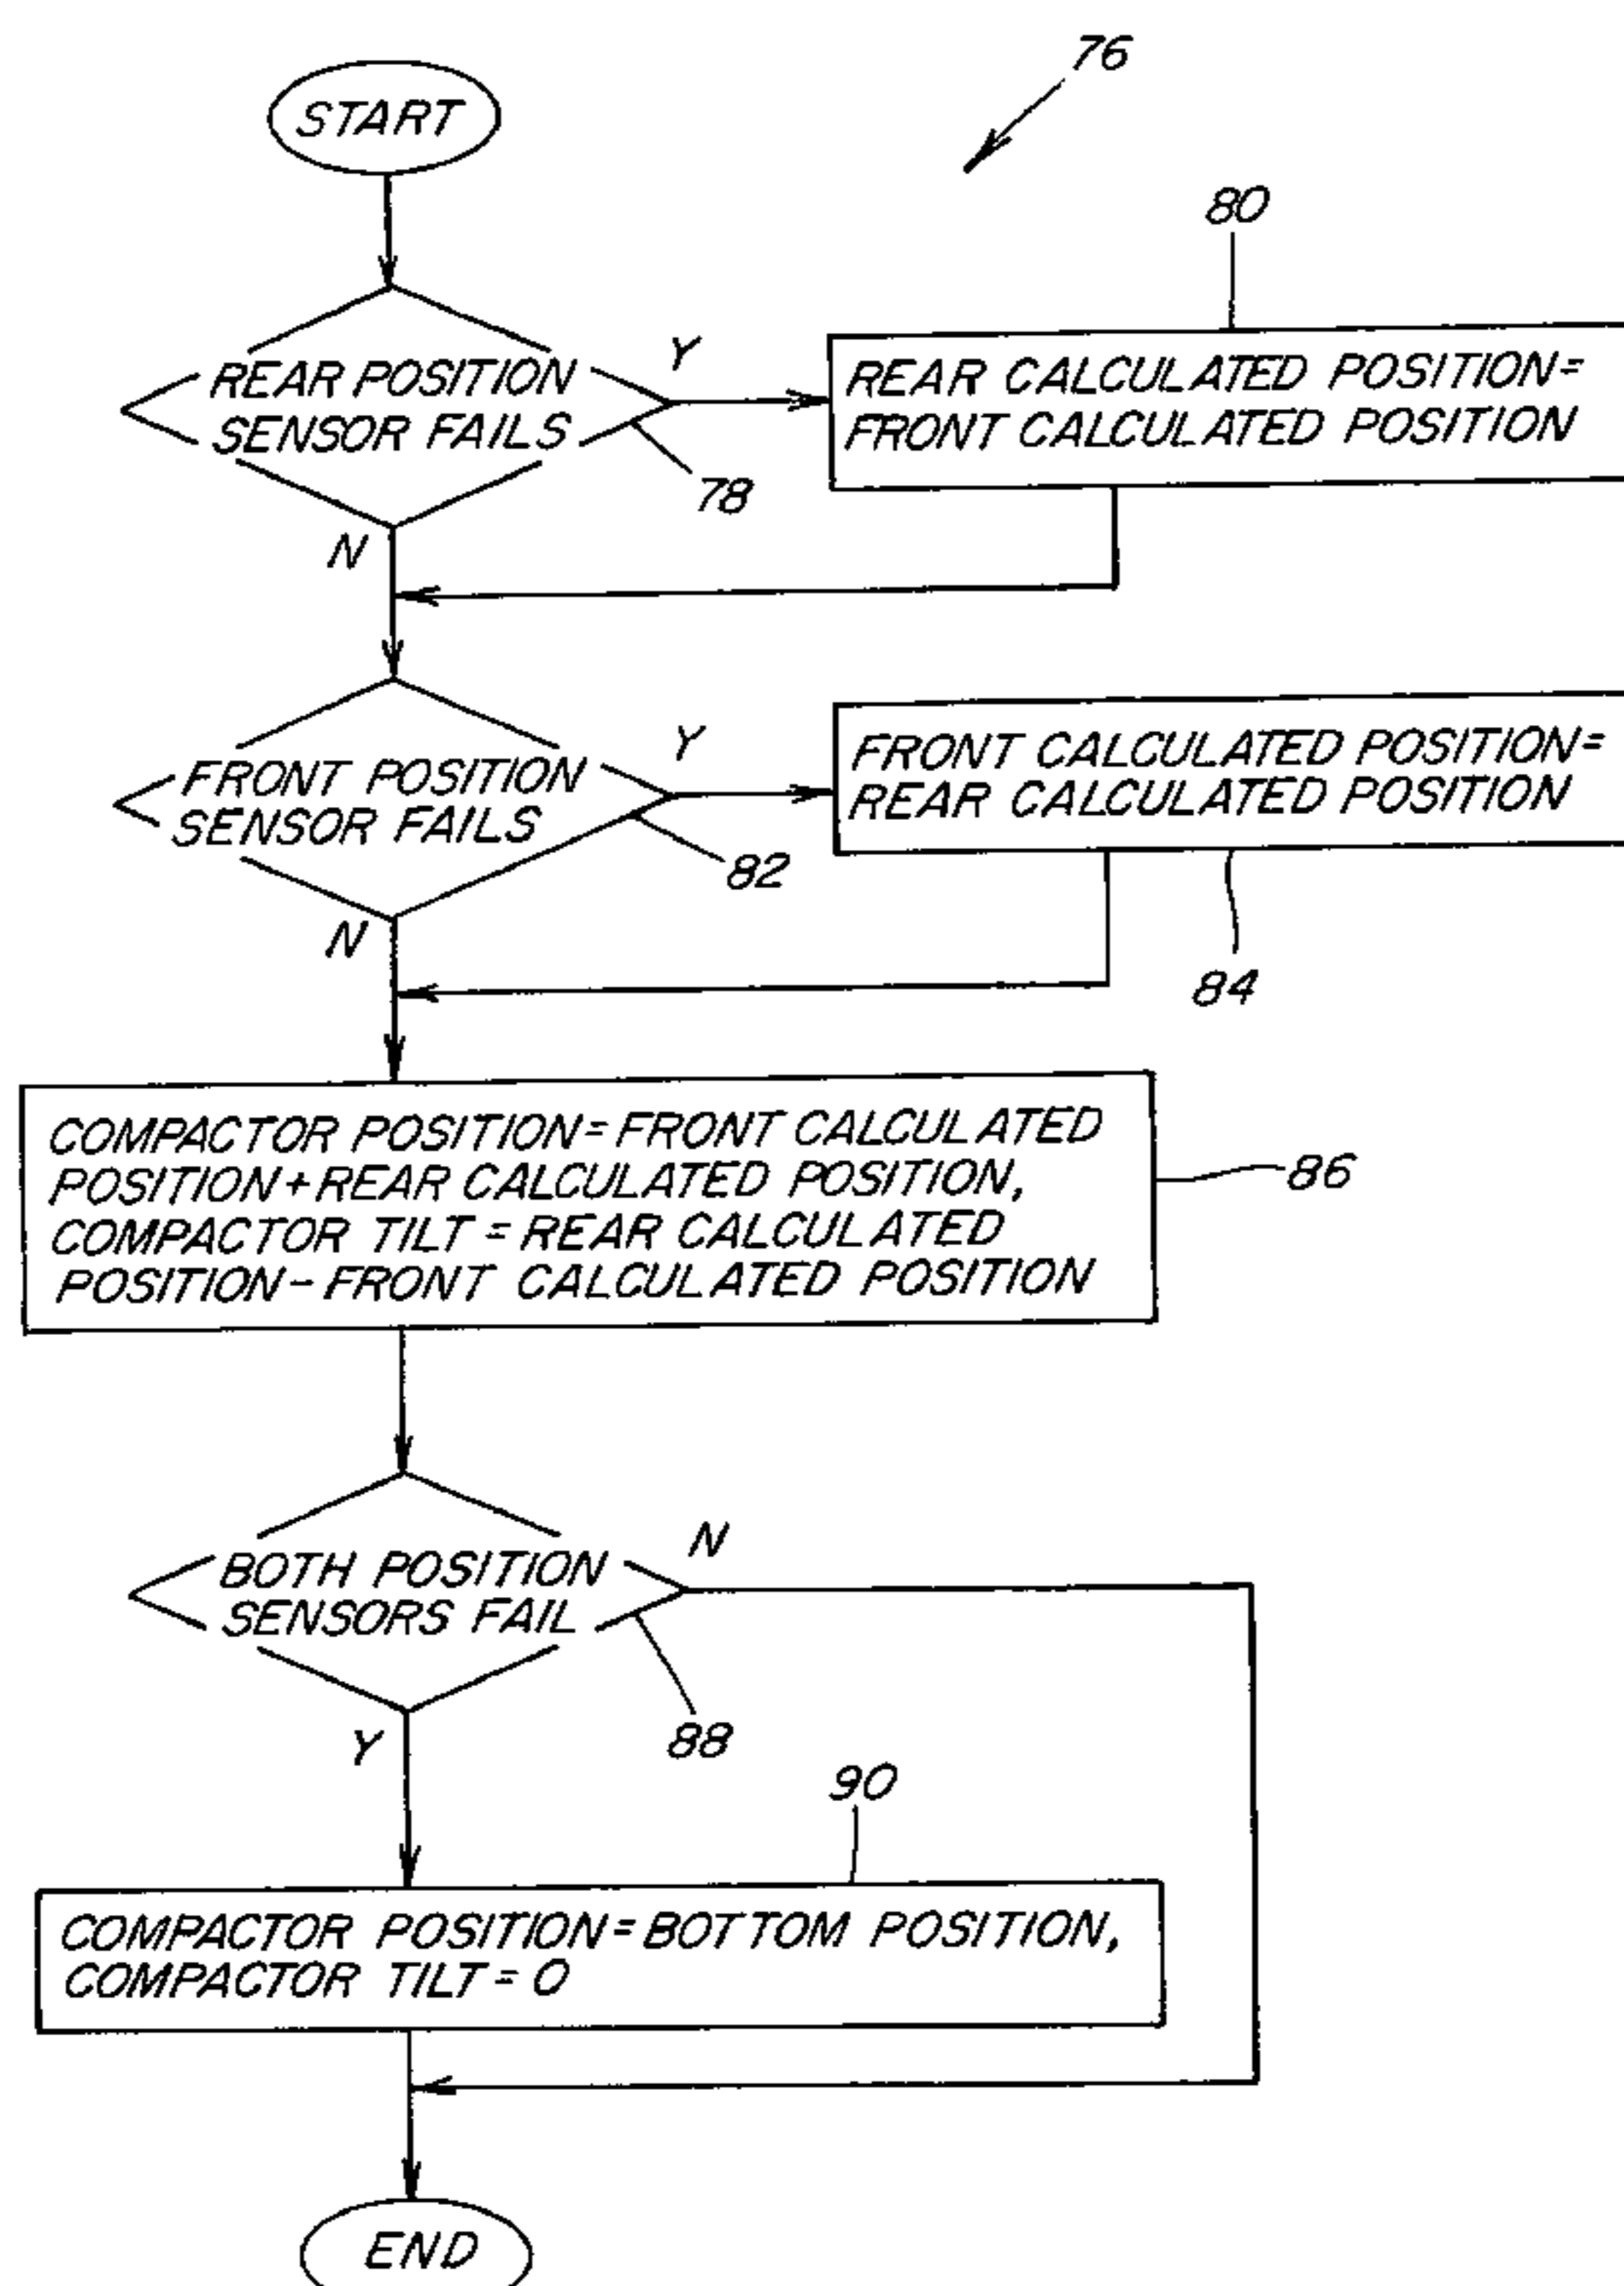 76
START
80
REAR POSITION
SENSOR FAILS
Y
REAR CALCULATED POSITION=
FRONT CALCULATED POSITION
78
N
FRONT POSITION
SENSOR FAILS
Y
FRONT CALCULATED POSITION=
REAR CALCULATED POSITION
82
N
84
COMPACTOR POSITION=FRONT CALCULATED
POSITION+REAR CALCULATED POSITION,
COMPACTOR TILT=REAR CALCULATED
POSITION-FRONT CALCULATED POSITION
86
BOTH POSITION
SENSORS FAIL
N
88
Y
90
COMPACTOR POSITION=BOTTOM POSITION,
COMPACTOR TILT=0
END